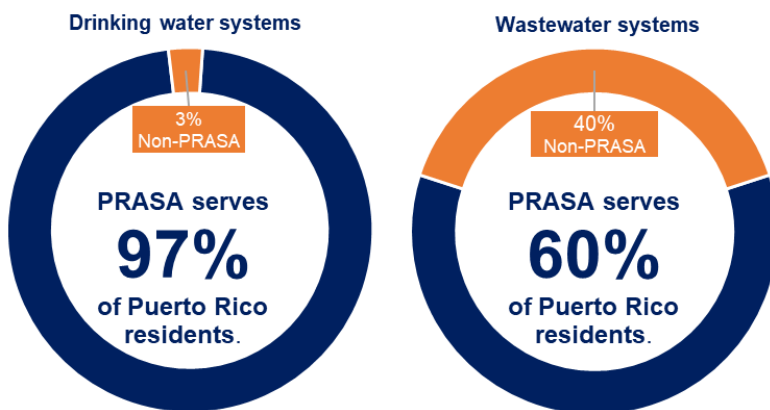 Drinking water systems
3%
Non-PRASA
PRASA serves
97%
of Puerto Rico
residents.
Wastewater systems
40%
Non-PRASA
PRASA serves
60%
of Puerto Rico
residents.